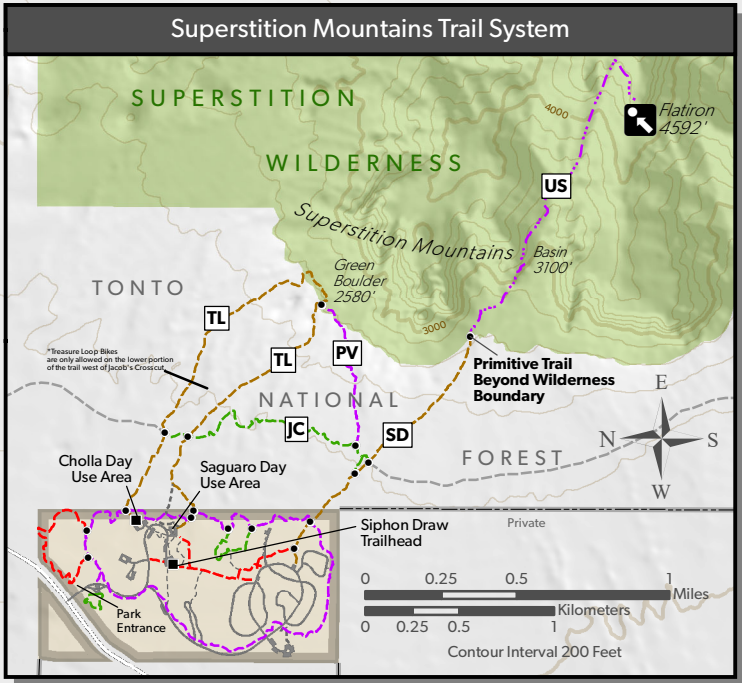 Superstition Mountains Trail System
SUPERSTITION
WILDERNESS
4000
Flatiron
4592'
US
Superstition Mountains
Basin
3100'
Green
Boulder
2580'
TONTO
TL
3000
*Treasure Loop Bikes
are only allowed on the lower portion
of the trail west of Jacob's Crosscut
TL
PV
Primitive Trail
Beyond Wilderness
Boundary
NATIONAL
JC
SD
E
N
S
W
FOREST
Cholla Day
Use Area
Saguaro Day
Use Area
Siphon Draw
Trailhead
Private
Park
Entrance
0
0.25
0.5
1
Miles
Kilometers
0
0.25
0.5
1
Contour Interval 200 Feet